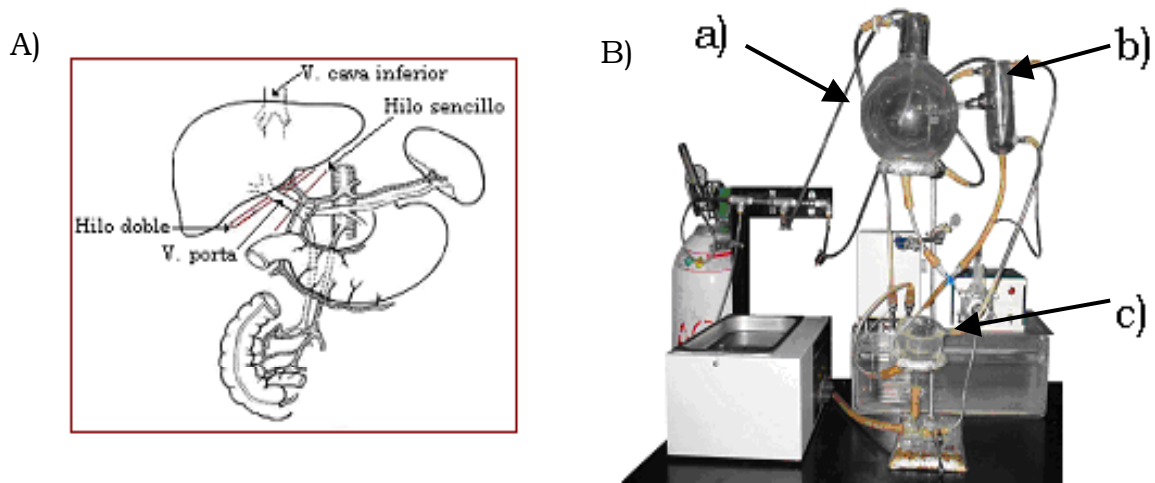 A)
V. cava inferior
Hilo sencillo
Hilo doble
V. porta
B)
a)
b)
c)